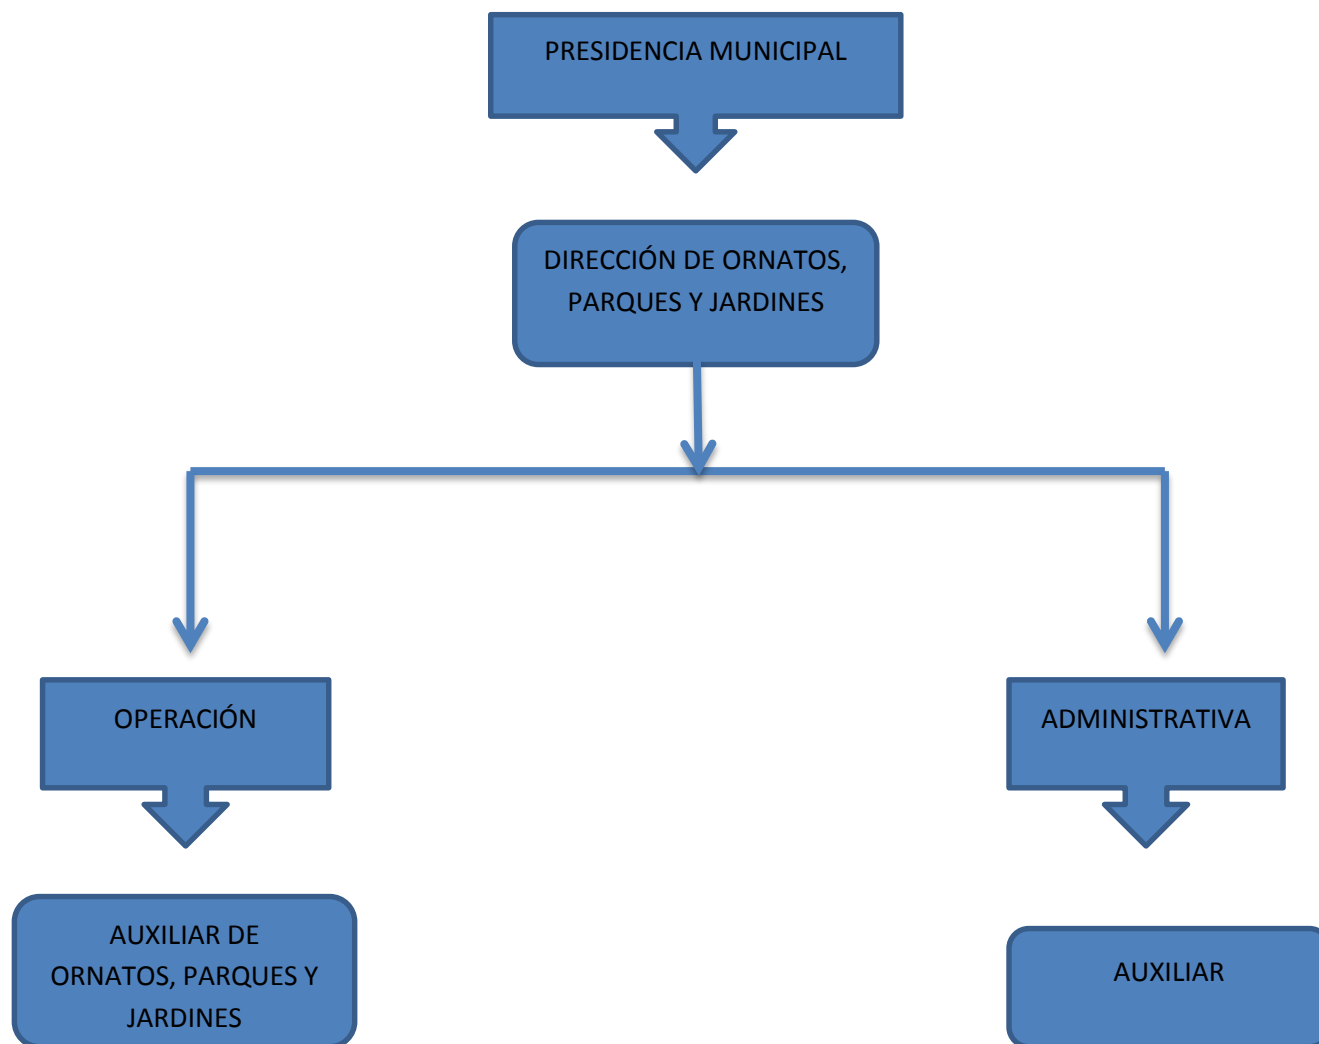 PRESIDENCIA MUNICIPAL
DIRECCIÓN DE ORNATOS,
PARQUES Y JARDINES
OPERACIÓN
ADMINISTRATIVA
AUXILIAR DE
ORNATOS, PARQUES Y
JARDINES
AUXILIAR